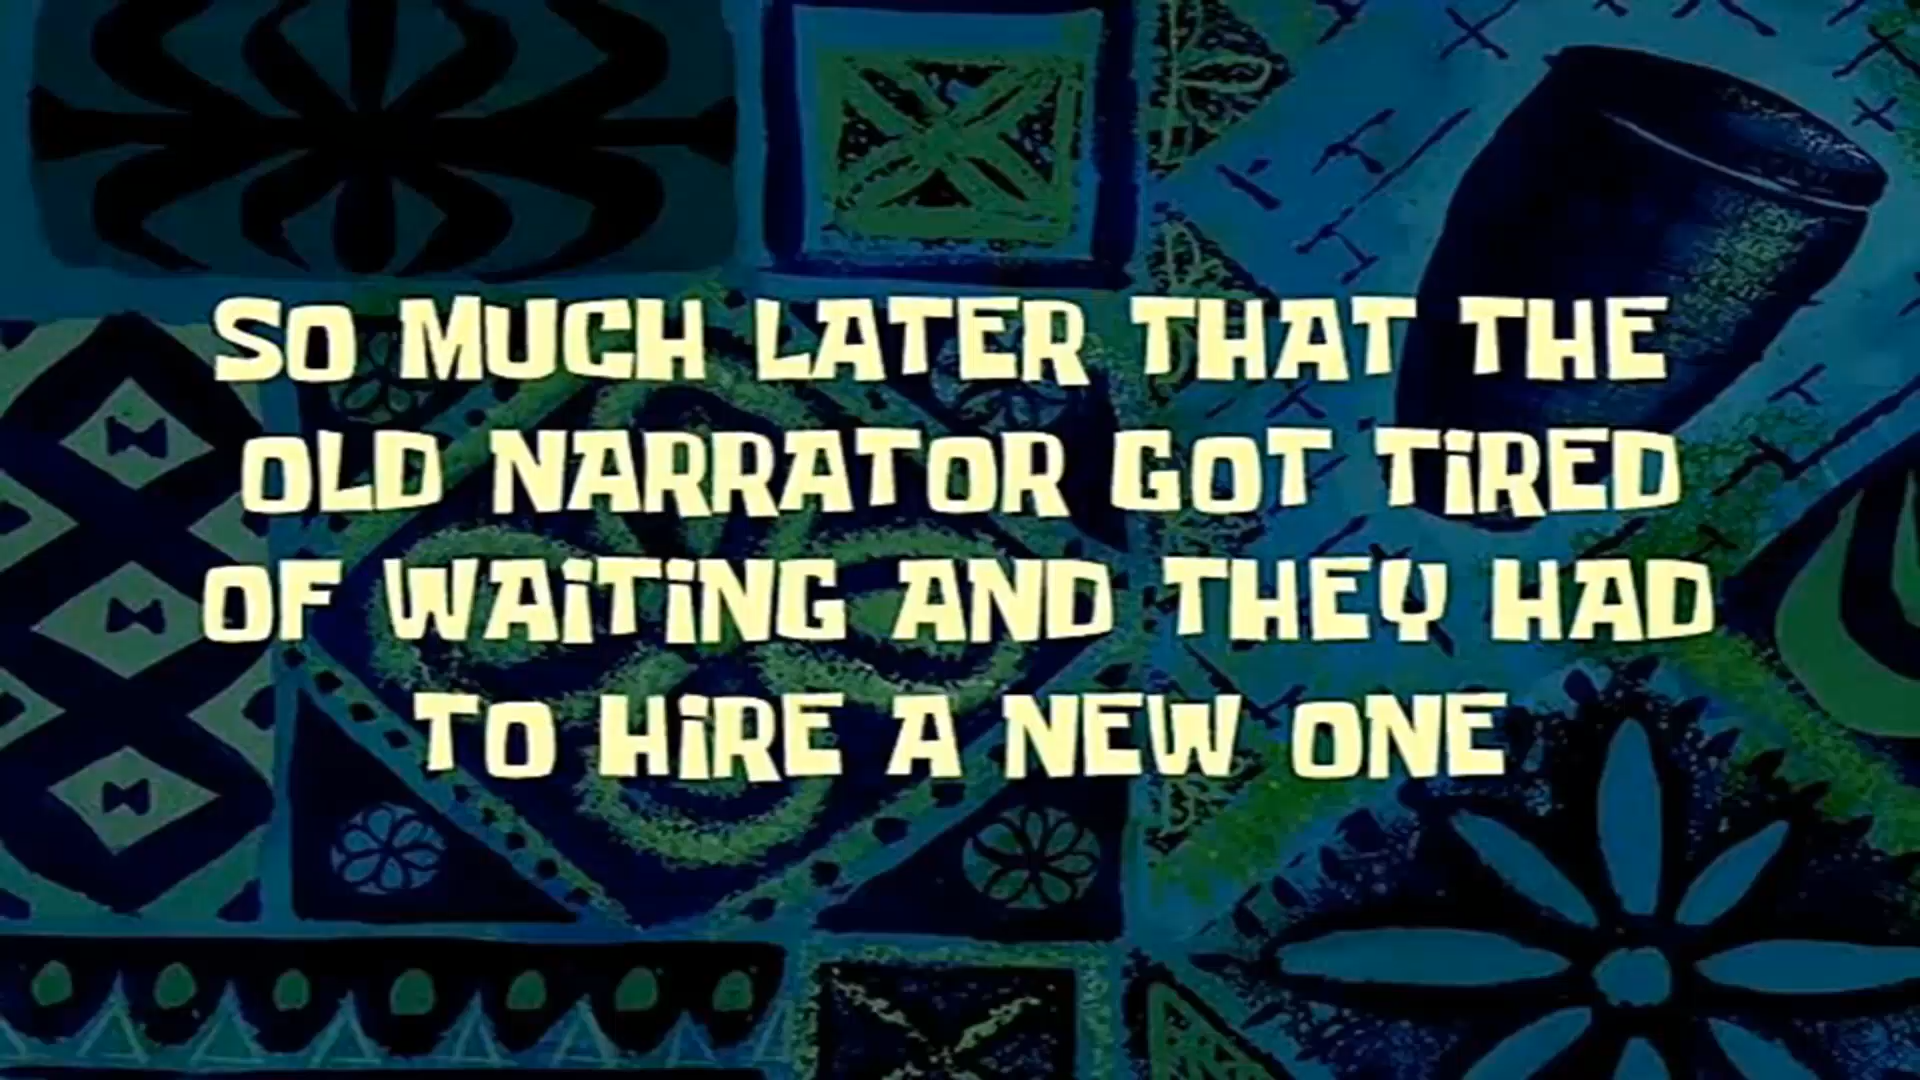 SO MUCH LATER THAT THE
OLD NARRATOR GOT TiRED
OF WAiTiNG AND THEY HAD
TO HiRE A NEW ONE